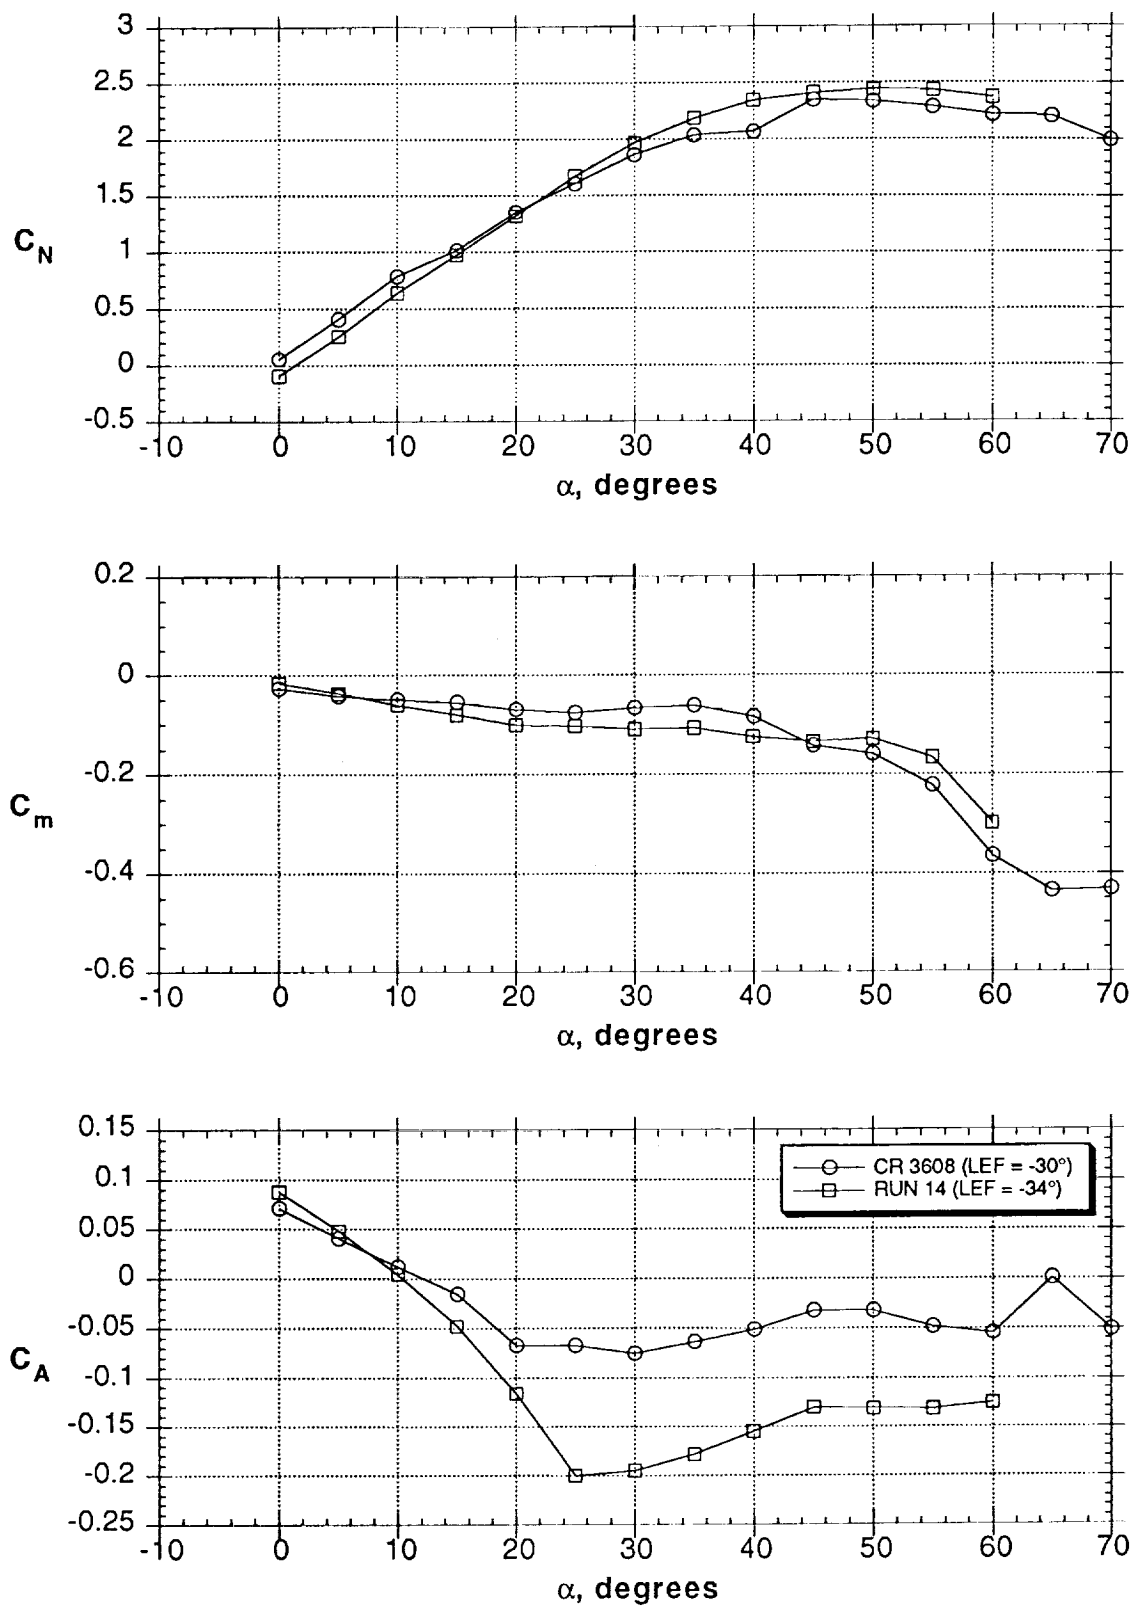 3
2.5
2
1.5
C_N
1
0.5
0
-0.5
-10 0 10 20 30 40 50 60 70
α, degrees
0.2
0
-0.2
C_m
-0.4
-0.6
-10 0 10 20 30 40 50 60 70
α, degrees
0.15
CR 3608 (LEF = -30°)
RUN 14 (LEF = -34°)
0.1
0.05
0
-0.05
C_A
-0.1
-0.15
-0.2
-0.25
-10 0 10 20 30 40 50 60 70
α, degrees